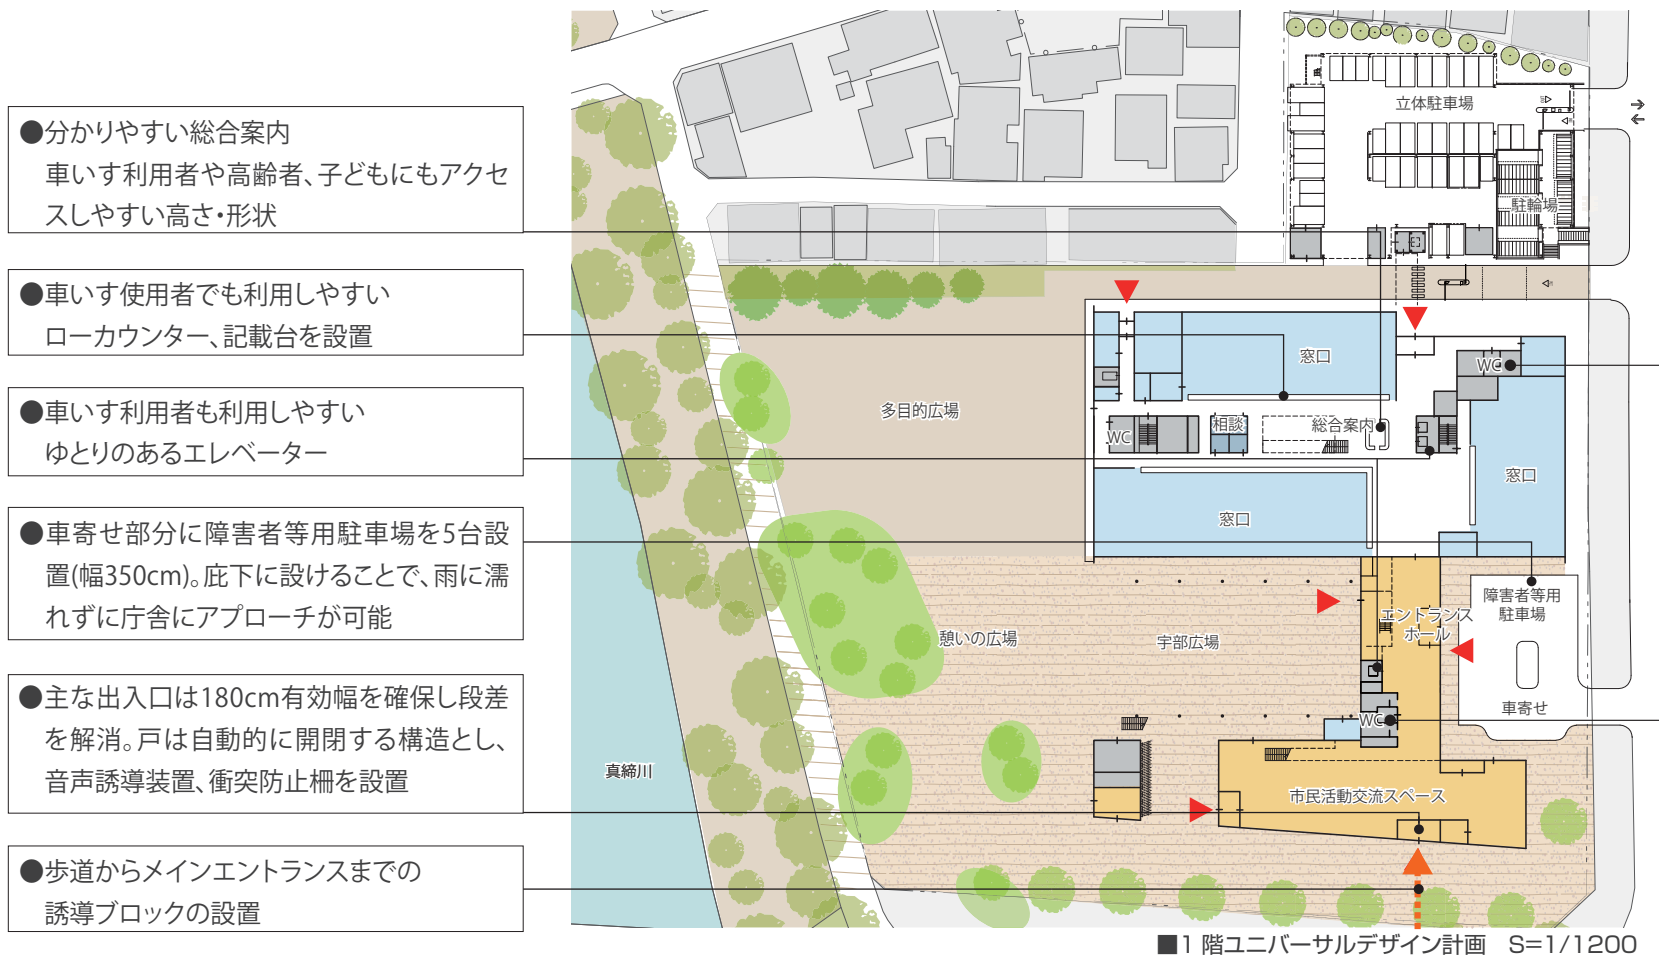 ●分かりやすい総合案内
車いす利用者や高齢者、子どもにもアクセ
スしやすい高さ・形状
●車いす使用者でも利用しやすい
ローカウンター、記載台を設置
●車いす利用者も利用しやすい
ゆとりのあるエレベーター
●車寄せ部分に障害者等用駐車場を5台設
置(幅350cm)。庇下に設けることで、雨に濡
れずに庁舎にアプローチが可能
●主な出入口は180cm有効幅を確保し段差
を解消。戸は自動的に開閉する構造とし、
音声誘導装置、衝突防止柵を設置
●歩道からメインエントランスまでの
誘導ブロックの設置
立体駐車場
駐輪場
窓口
WC
多目的広場
WC
相談
総合案内
窓口
窓口
障害者等用
駐車場
エントランス
ホール
憩いの広場
宇部広場
車寄せ
WC
真締川
市民活動交流スペース
■1階ユニバーサルデザイン計画 S=1/1200